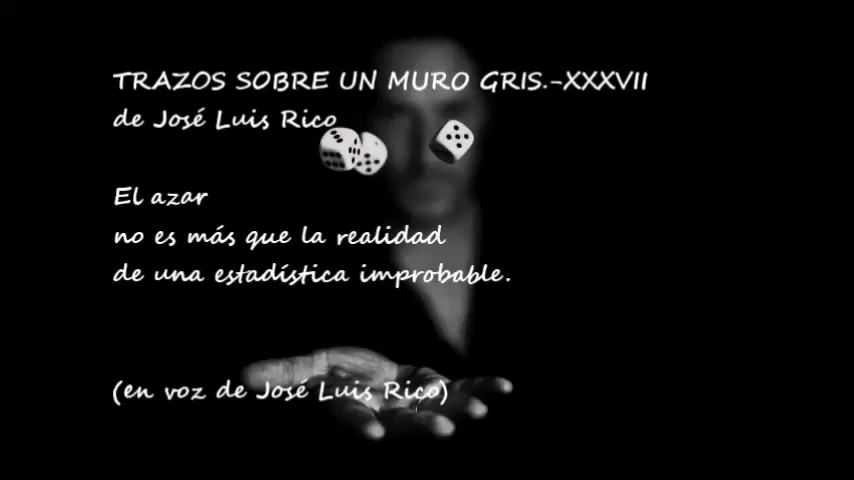 TRAZOS SOBRE UN MURO GRIS.-XXXVII
de José Luis Rico
El azar
no es más que la realidad
de una estadística improbable.
(en voz de José Luis Rico)